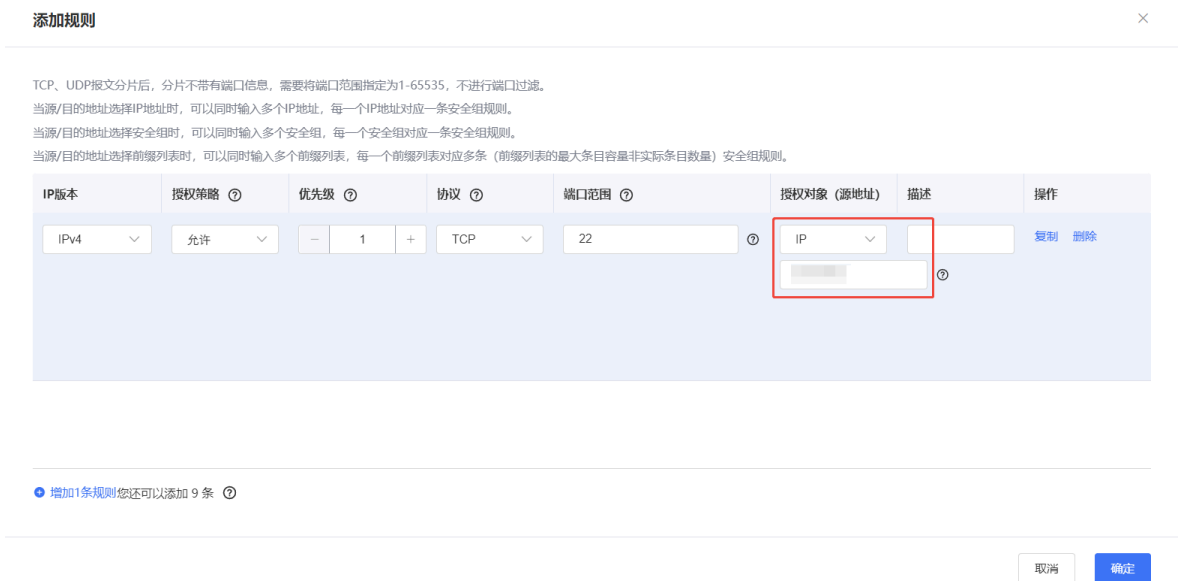 添加规则
TCP、UDP报文分片后，分片不带有端口信息，需要将端口范围指定为1-65535，不进行端口过滤。
当源/目的地址选择IP地址时，可以同时输入多个IP地址，每一个IP地址对应一条安全组规则。
当源/目的地址选择安全组时，可以同时输入多个安全组，每一个安全组对应一条安全组规则。
当源/目的地址选择前缀列表时，可以同时输入多个前缀列表，每一个前缀列表对应多条（前缀列表的最大条目容量非实际条目数量）安全组规则。
IP版本 授权策略 优先级 协议 端口范围 授权对象（源地址） 描述 操作
IPv4 允许 − 1 + TCP 22 IP 复制 删除
增加1条规则您还可以添加 9 条
取消 确定